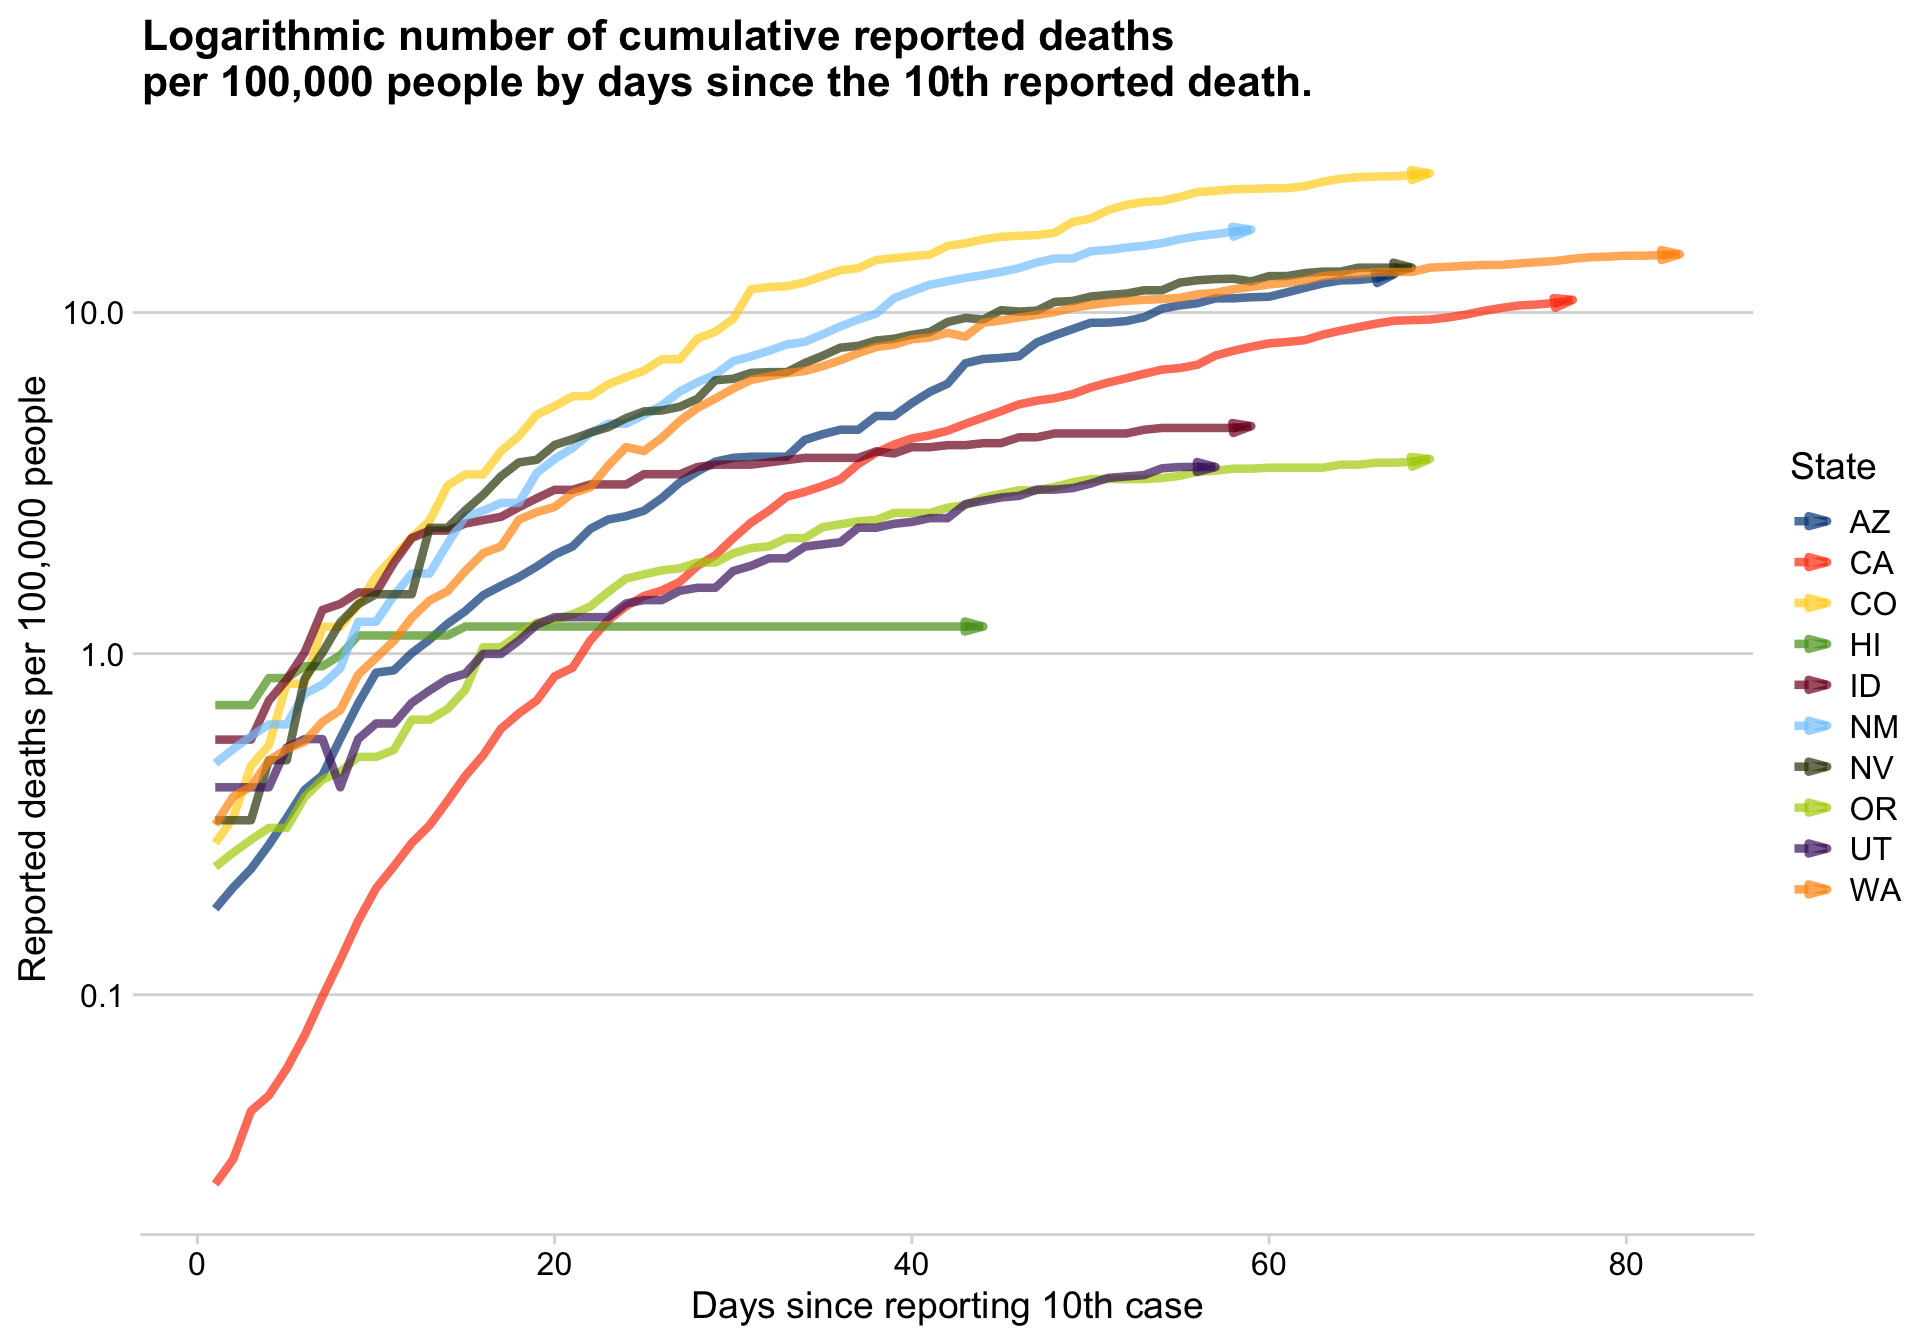 Logarithmic number of cumulative reported deaths
per 100,000 people by days since the 10th reported death.
Reported deaths per 100,000 people
10.0
1.0
0.1
0
20
40
60
80
Days since reporting 10th case
State
AZ
CA
CO
HI
ID
NM
NV
OR
UT
WA